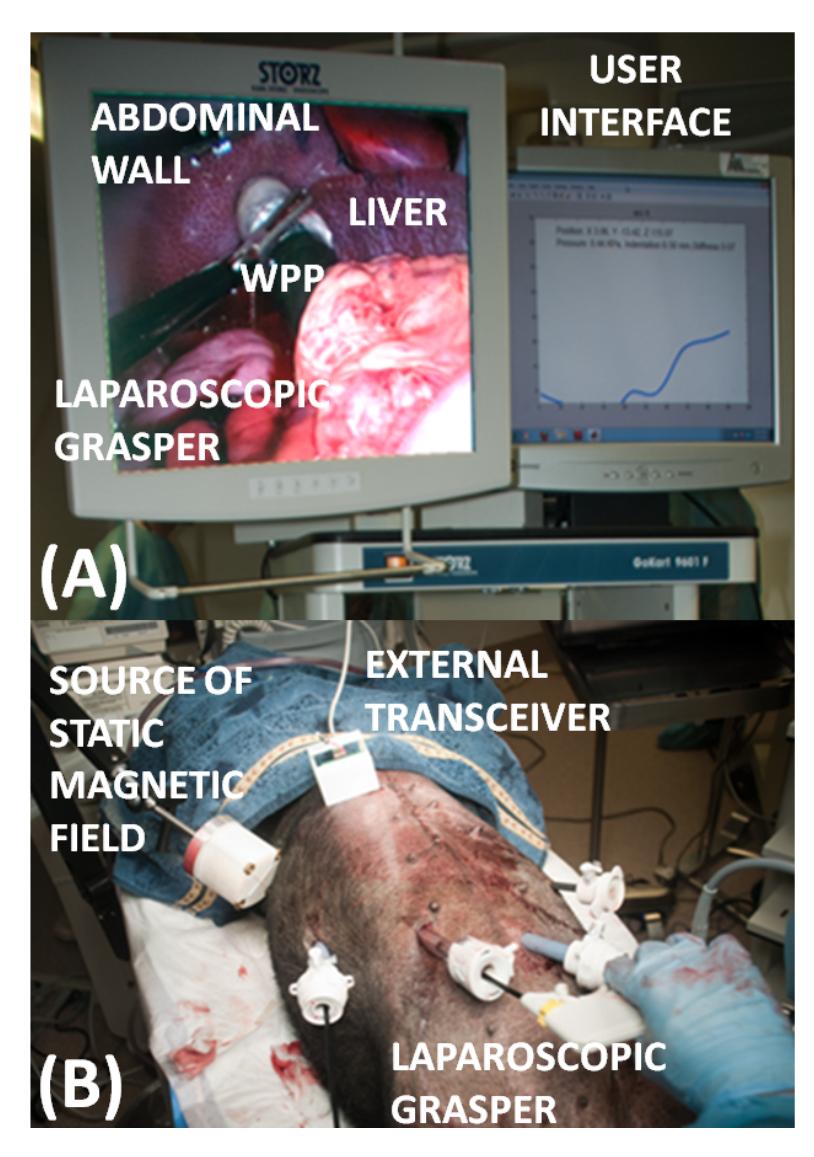 STORZ
USER
INTERFACE
ABDOMINAL
WALL
LIVER
WPP
LAPAROSCOPIC
GRASPER
(A)
STORZ
GoKart 9601 F
SOURCE OF
STATIC
MAGNETIC
FIELD
EXTERNAL
TRANSCEIVER
LAPAROSCOPIC
GRASPER
(B)